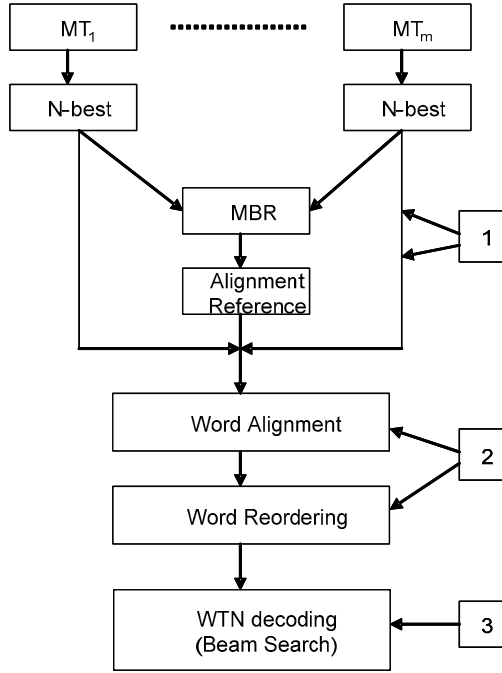 MT1
MTm
N-best
N-best
MBR
1
Alignment
Reference
Word Alignment
2
Word Reordering
WTN decoding
(Beam Search)
3